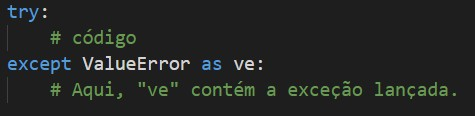 try:
    # código
except ValueError as ve:
    # Aqui, "ve" contém a exceção lançada.